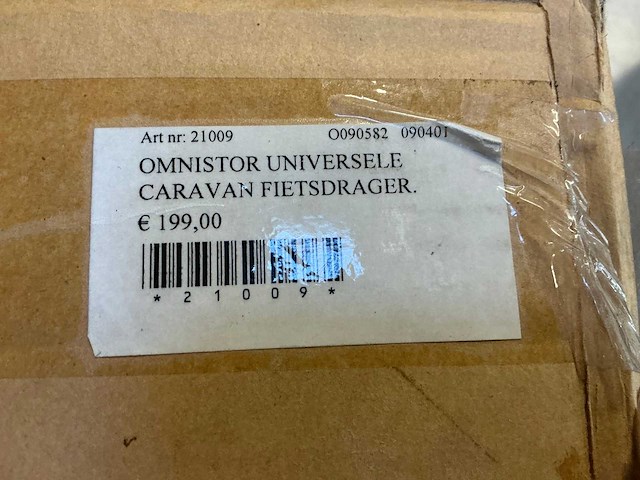 Art nr: 21009 O090582 090401
OMNISTOR UNIVERSELE
CARAVAN FIETSDRAGER.
€ 199,00
* 2 1 0 0 9 *